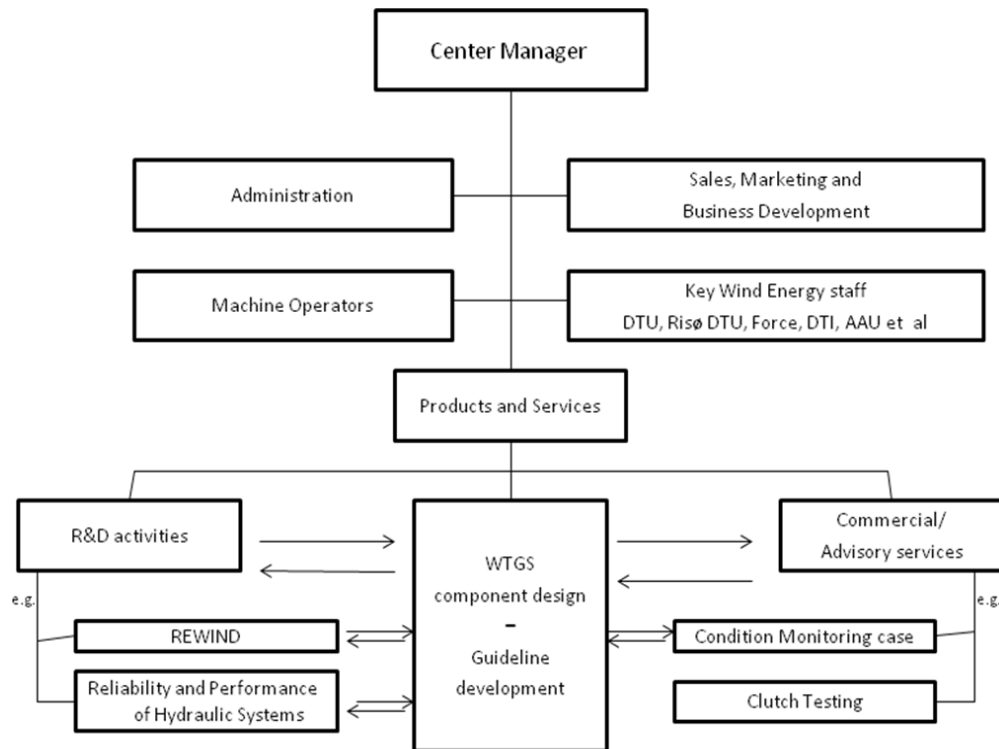 Center Manager
Administration
Sales, Marketing and
Business Development
Machine Operators
Key Wind Energy staff
DTU, Risø DTU, Force, DTI, AAU et al
Products and Services
R&D activities
WTGS
component design
–
Guideline
development
Commercial/
Advisory services
e.g.
REWIND
Reliability and Performance
of Hydraulic Systems
e.g.
Condition Monitoring case
Clutch Testing